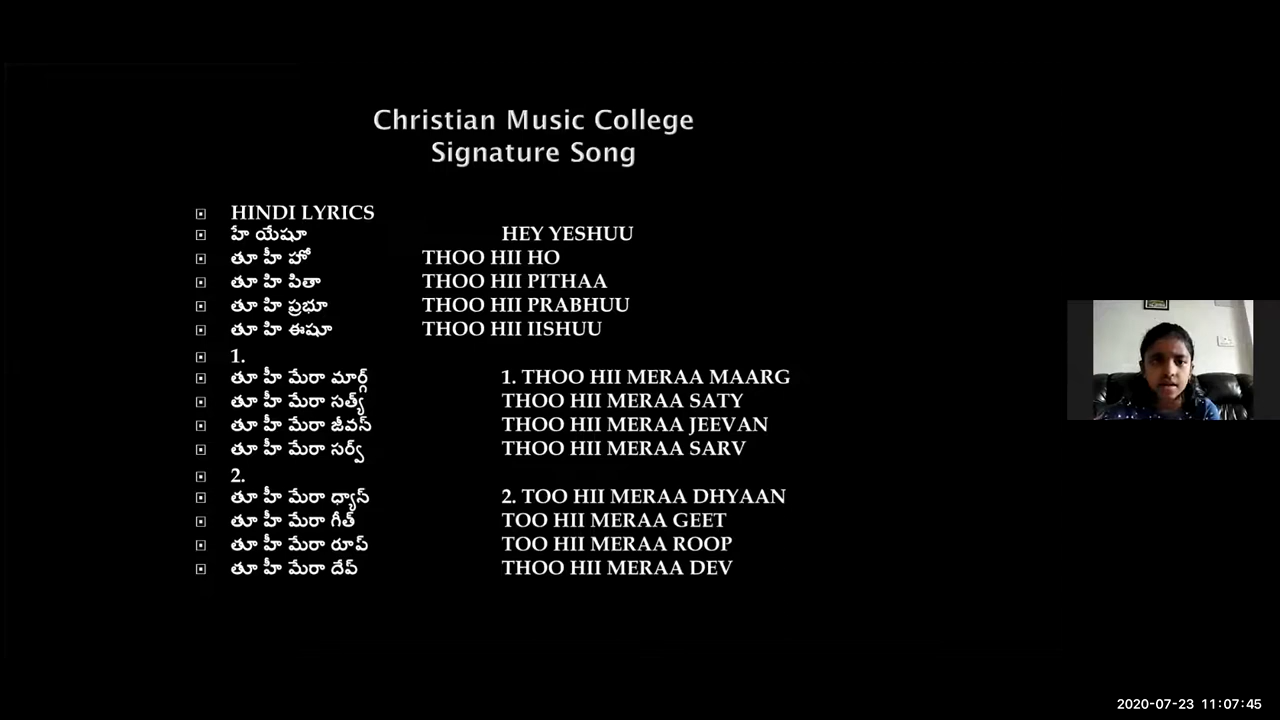 Christian Music College
Signature Song
HINDI LYRICS
హే యేషూ HEY YESHUU
తూ హీ హో THOO HII HO
తూ హి పితా THOO HII PITHAA
తూ హి ప్రభూ THOO HII PRABHUU
తూ హి ఈషూ THOO HII IISHUU
1.
తూ హీ మేరా మార్గ్ 1. THOO HII MERAA MAARG
తూ హీ మేరా సత్య్ THOO HII MERAA SATY
తూ హీ మేరా జీవన్ THOO HII MERAA JEEVAN
తూ హీ మేరా సర్వ్ THOO HII MERAA SARV
2.
తూ హీ మేరా ధ్యాన్ 2. TOO HII MERAA DHYAAN
తూ హీ మేరా గీత్ TOO HII MERAA GEET
తూ హీ మేరా రూప్ TOO HII MERAA ROOP
తూ హీ మేరా దేవ్ THOO HII MERAA DEV
2020-07-23 11:07:45